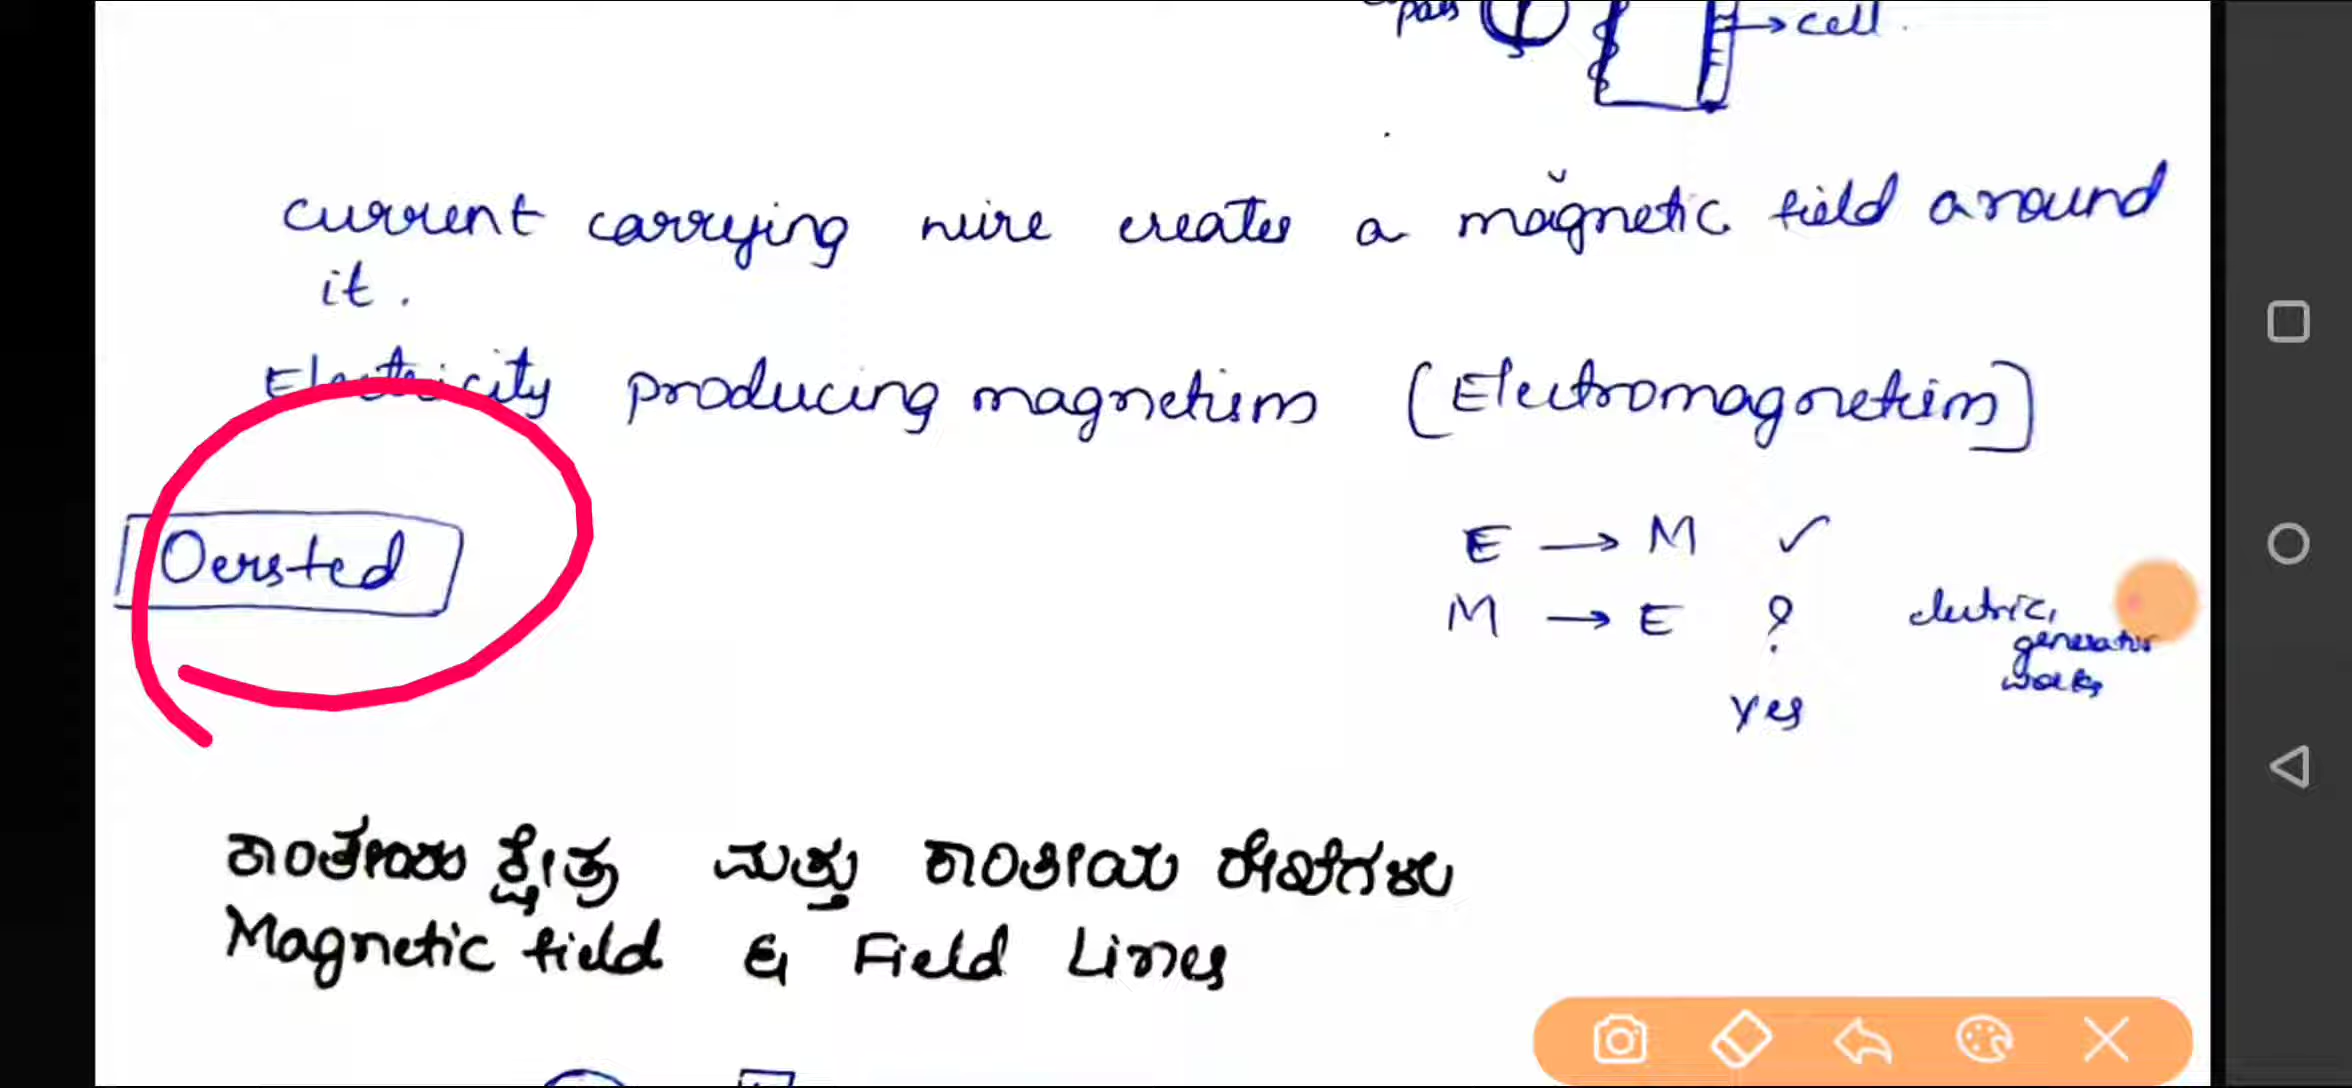 pass → cell.
current carrying wire creates a magnetic field around
it.
Electricity producing magnetism (Electromagnetism)
Oersted
E → M ✓
M → E ?
yes
electric,
generator
works
ಕಾಂತೀಯ ಕ್ಷೇತ್ರ ಮತ್ತು ಕಾಂತೀಯ ರೇಖೆಗಳು
Magnetic field & Field Lines